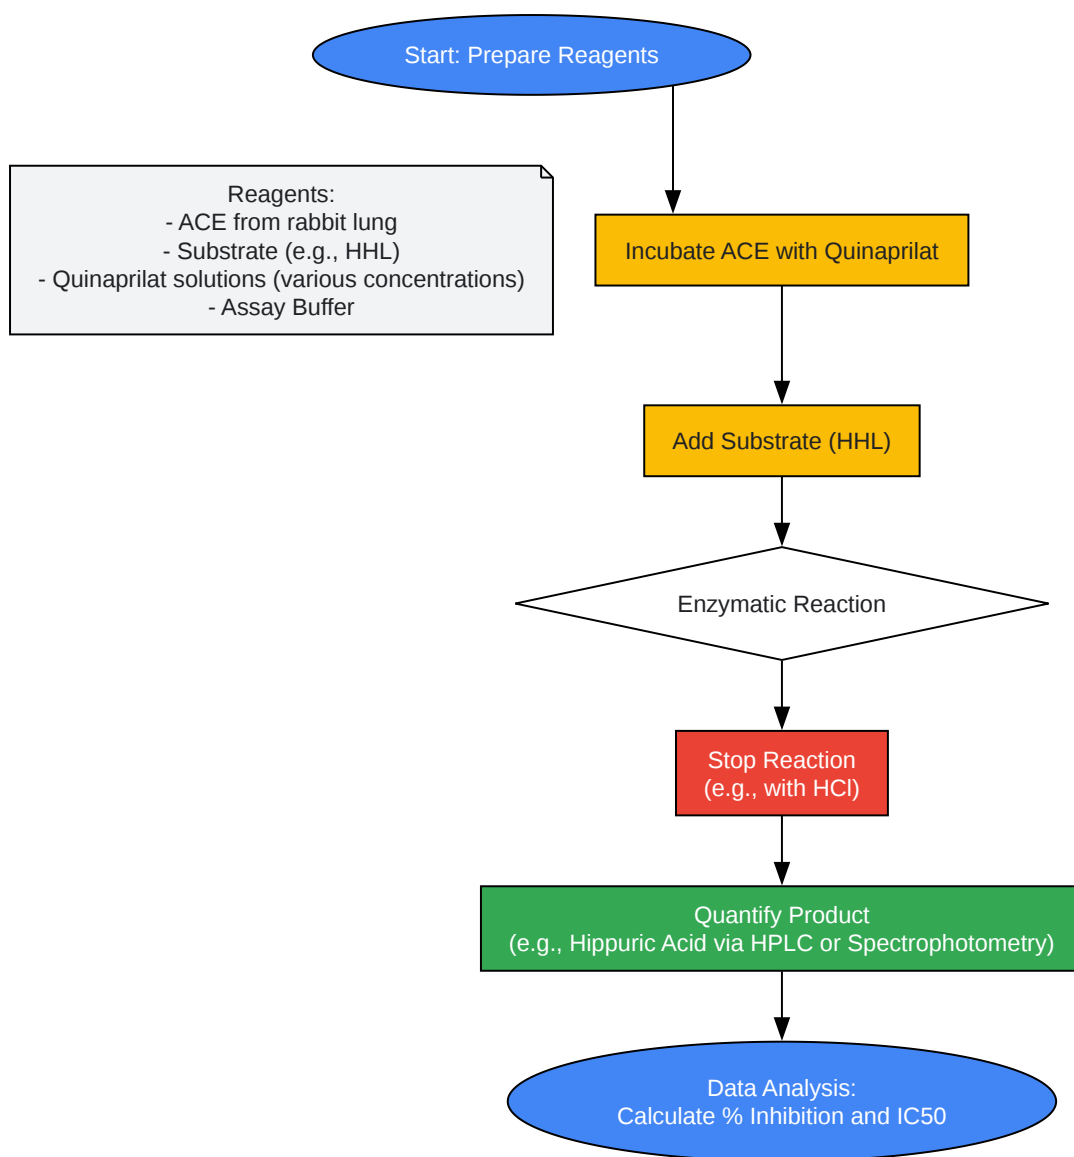 Start: Prepare Reagents
Reagents:
- ACE from rabbit lung
- Substrate (e.g., HHL)
- Quinaprilat solutions (various concentrations)
- Assay Buffer
Incubate ACE with Quinaprilat
Add Substrate (HHL)
Enzymatic Reaction
Stop Reaction
(e.g., with HCl)
Quantify Product
(e.g., Hippuric Acid via HPLC or Spectrophotometry)
Data Analysis:
Calculate % Inhibition and IC50